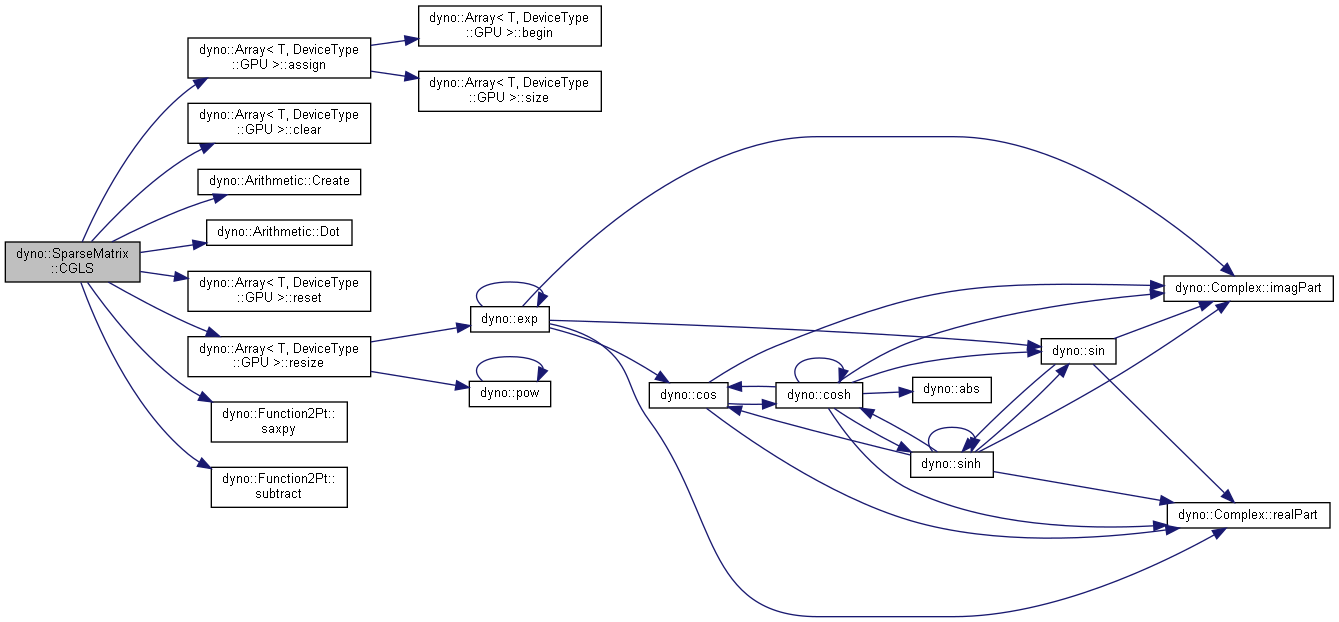 dyno::SparseMatrix
::CGLS
dyno::Array< T, DeviceType
::GPU >::assign
dyno::Array< T, DeviceType
::GPU >::begin
dyno::Array< T, DeviceType
::GPU >::size
dyno::Array< T, DeviceType
::GPU >::clear
dyno::Arithmetic::Create
dyno::Arithmetic::Dot
dyno::Array< T, DeviceType
::GPU >::reset
dyno::Array< T, DeviceType
::GPU >::resize
dyno::Function2Pt::
saxpy
dyno::Function2Pt::
subtract
dyno::exp
dyno::pow
dyno::cos
dyno::cosh
dyno::abs
dyno::sinh
dyno::sin
dyno::Complex::imagPart
dyno::Complex::realPart